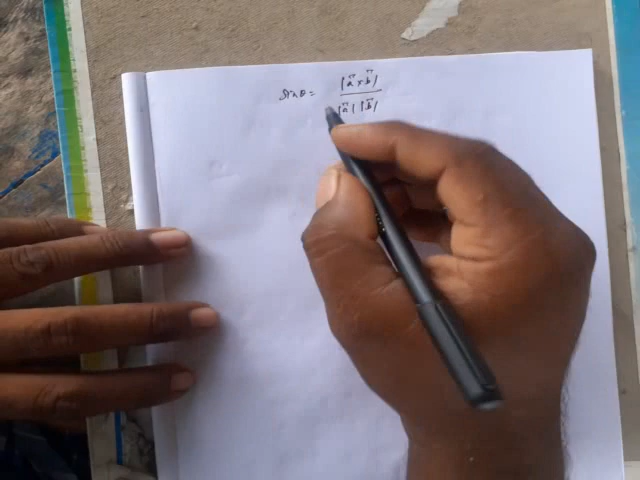 sinθ = |a⃗ × b⃗| / |a⃗| |b⃗|